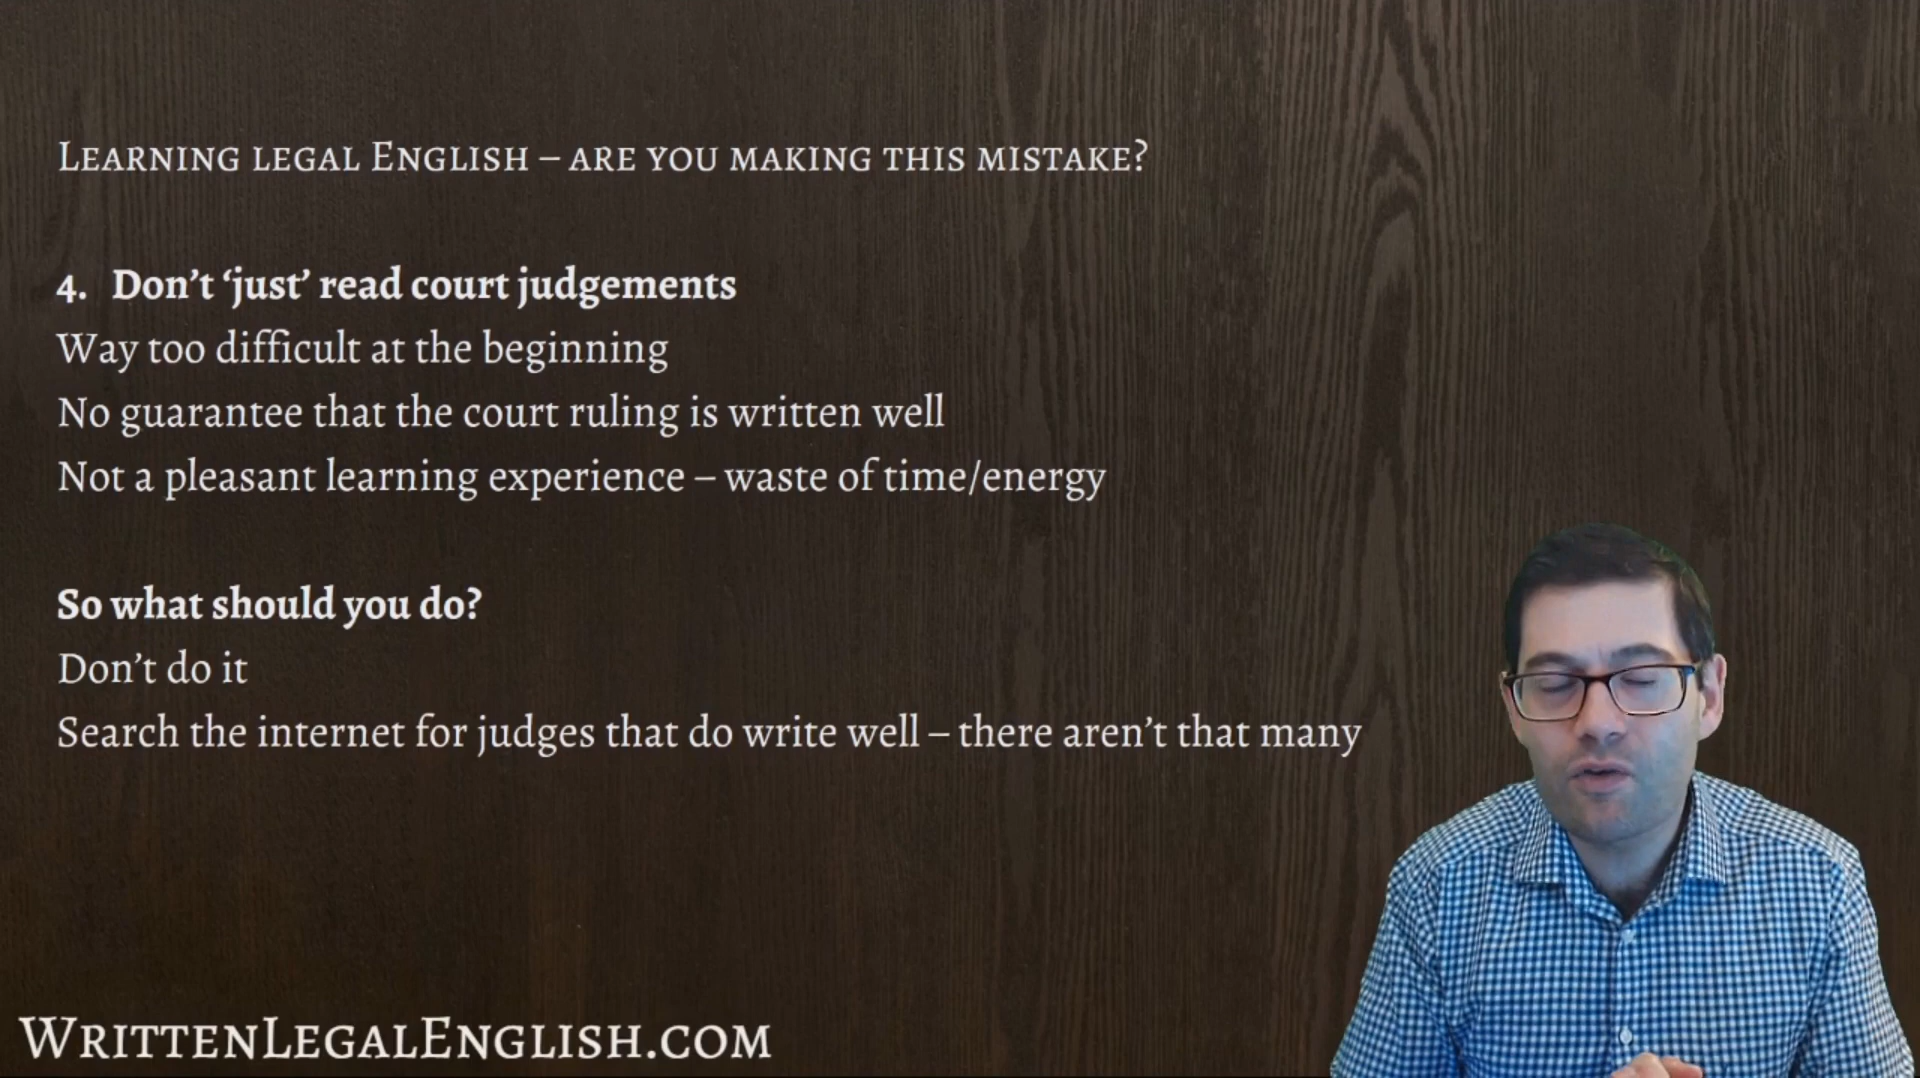 Learning legal English – are you making this mistake?
4. Don’t ‘just’ read court judgements
Way too difficult at the beginning
No guarantee that the court ruling is written well
Not a pleasant learning experience – waste of time/energy
So what should you do?
Don’t do it
Search the internet for judges that do write well – there aren’t that many
WrittenLegalEnglish.com